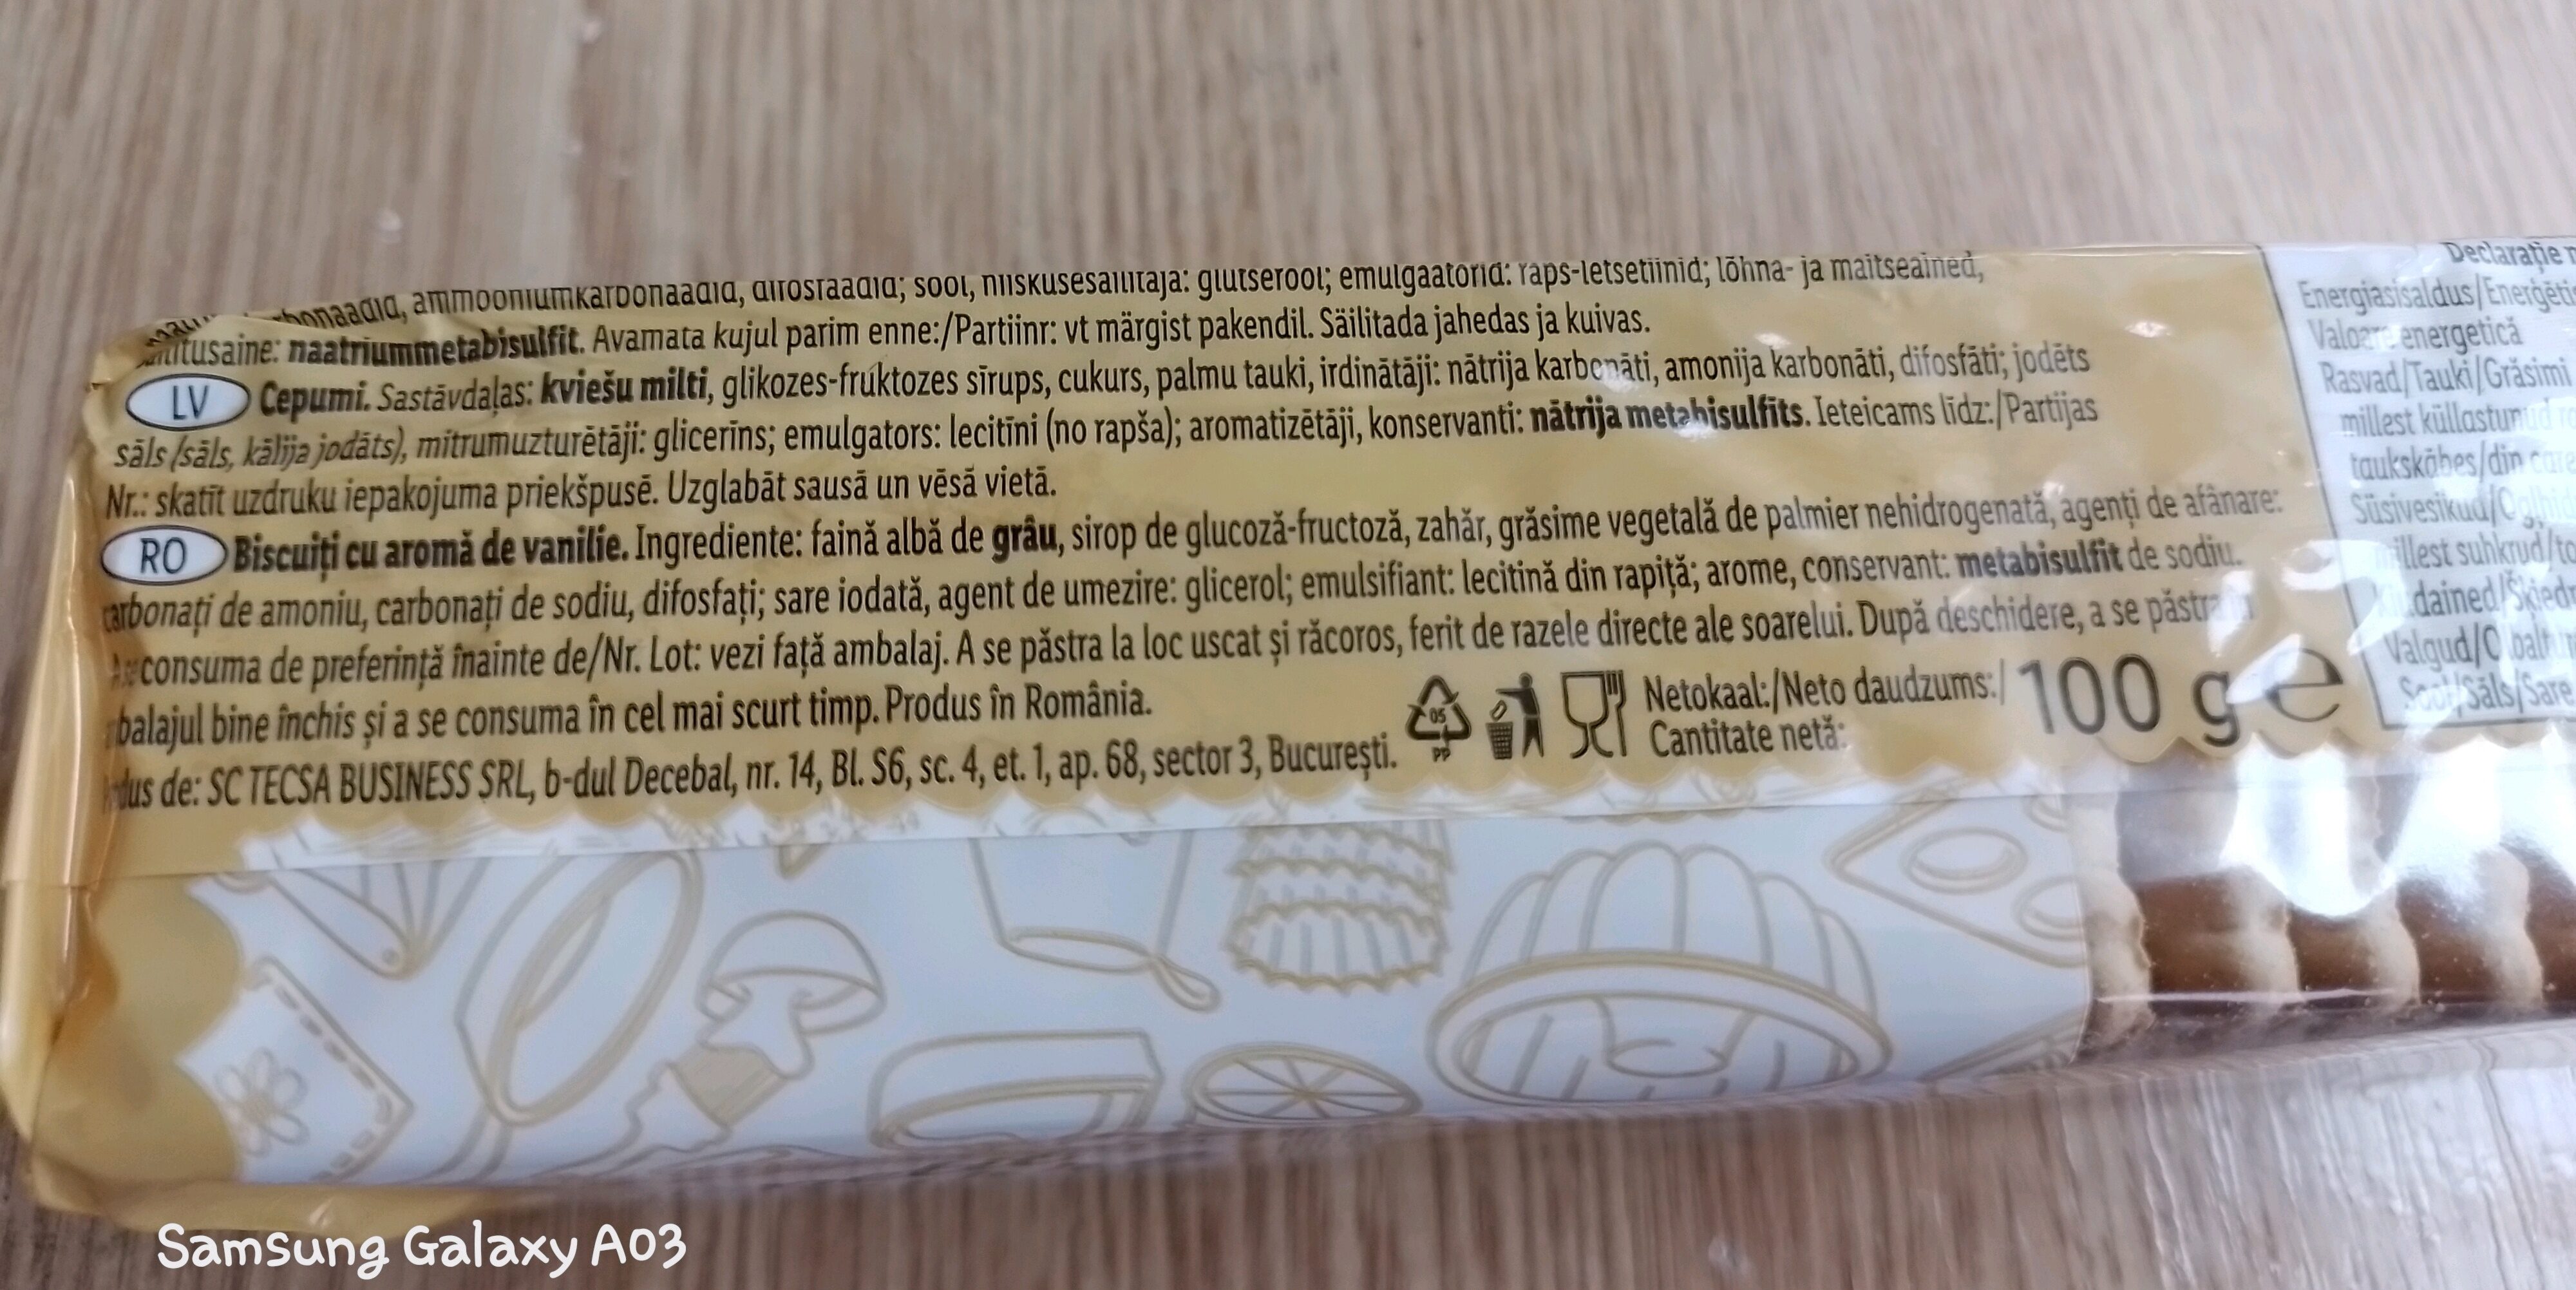 ammooniumkarbonaadid, difosfaadid; sool, niiskusesäilitaja: glütserool; emulgaatorid: raps-letsetiinid; lõhna- ja maitseained,
naatriummetabisulfit. Avamata kujul parim enne:/Partiinr: vt märgist pakendil. Säilitada jahedas ja kuivas.
LV Cepumi. Sastāvdaļas: kviešu milti, glikozes-fruktozes sīrups, cukurs, palmu tauki, irdinātāji: nātrija karbonāti, amonija karbonāti, difosfāti; jodēts
sāls (sāls, kālija jodāts), mitrumuzturētāji: glicerīns; emulgators: lecitīni (no rapša); aromatizētāji, konservanti: nātrija metabisulfīts. Ieteicams līdz:/Partijas
Nr.: skatīt uzdruku iepakojuma priekšpusē. Uzglabāt sausā un vēsā vietā.
RO Biscuiți cu aromă de vanilie. Ingrediente: faină albă de grâu, sirop de glucoză-fructoză, zahăr, grăsime vegetală de palmier nehidrogenată, agenți de afânare:
carbonați de amoniu, carbonați de sodiu, difosfați; sare iodată, agent de umezire: glicerol; emulsifiant: lecitină din rapiță; arome, conservant: metabisulfit de sodiu.
consuma de preferință înainte de/Nr. Lot: vezi față ambalaj. A se păstra la loc uscat și răcoros, ferit de razele directe ale soarelui. După deschidere, a se păstra
balajul bine închis și a se consuma în cel mai scurt timp. Produs în România.
dus de: SC TECSA BUSINESS SRL, b-dul Decebal, nr. 14, Bl. S6, sc. 4, et. 1, ap. 68, sector 3, București.
05
PP
Netokaal:/Neto daudzums:/
Cantitate netă:
100 g e
Declarație
Energiasisaldus/
Valoare energetică
Rasvad/Tauki/Grăsimi
millest küllastunud
taukskābes/din care
Süsivesikud/
millest suhkrud/
Valgud/
Sool/Sāls/Sare
Samsung Galaxy A03